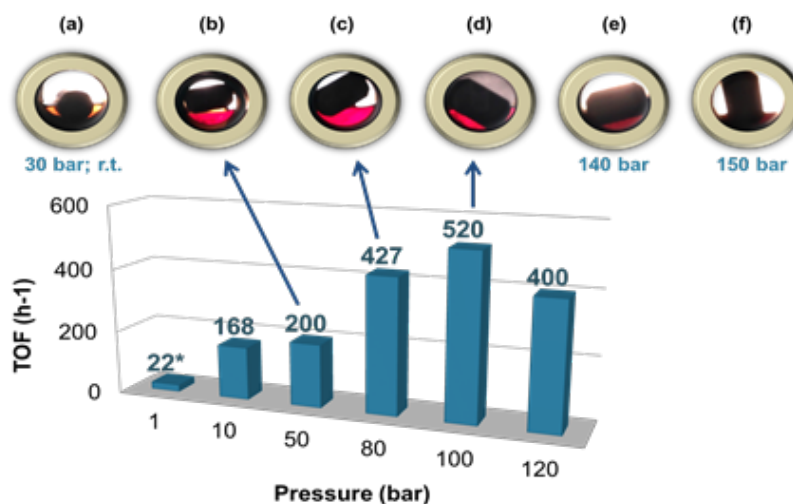 (a) (b) (c) (d) (e) (f)
30 bar; r.t. 140 bar 150 bar
600
400
200
0
TOF (h-1)
22* 168 200 427 520 400
1 10 50 80 100 120
Pressure (bar)